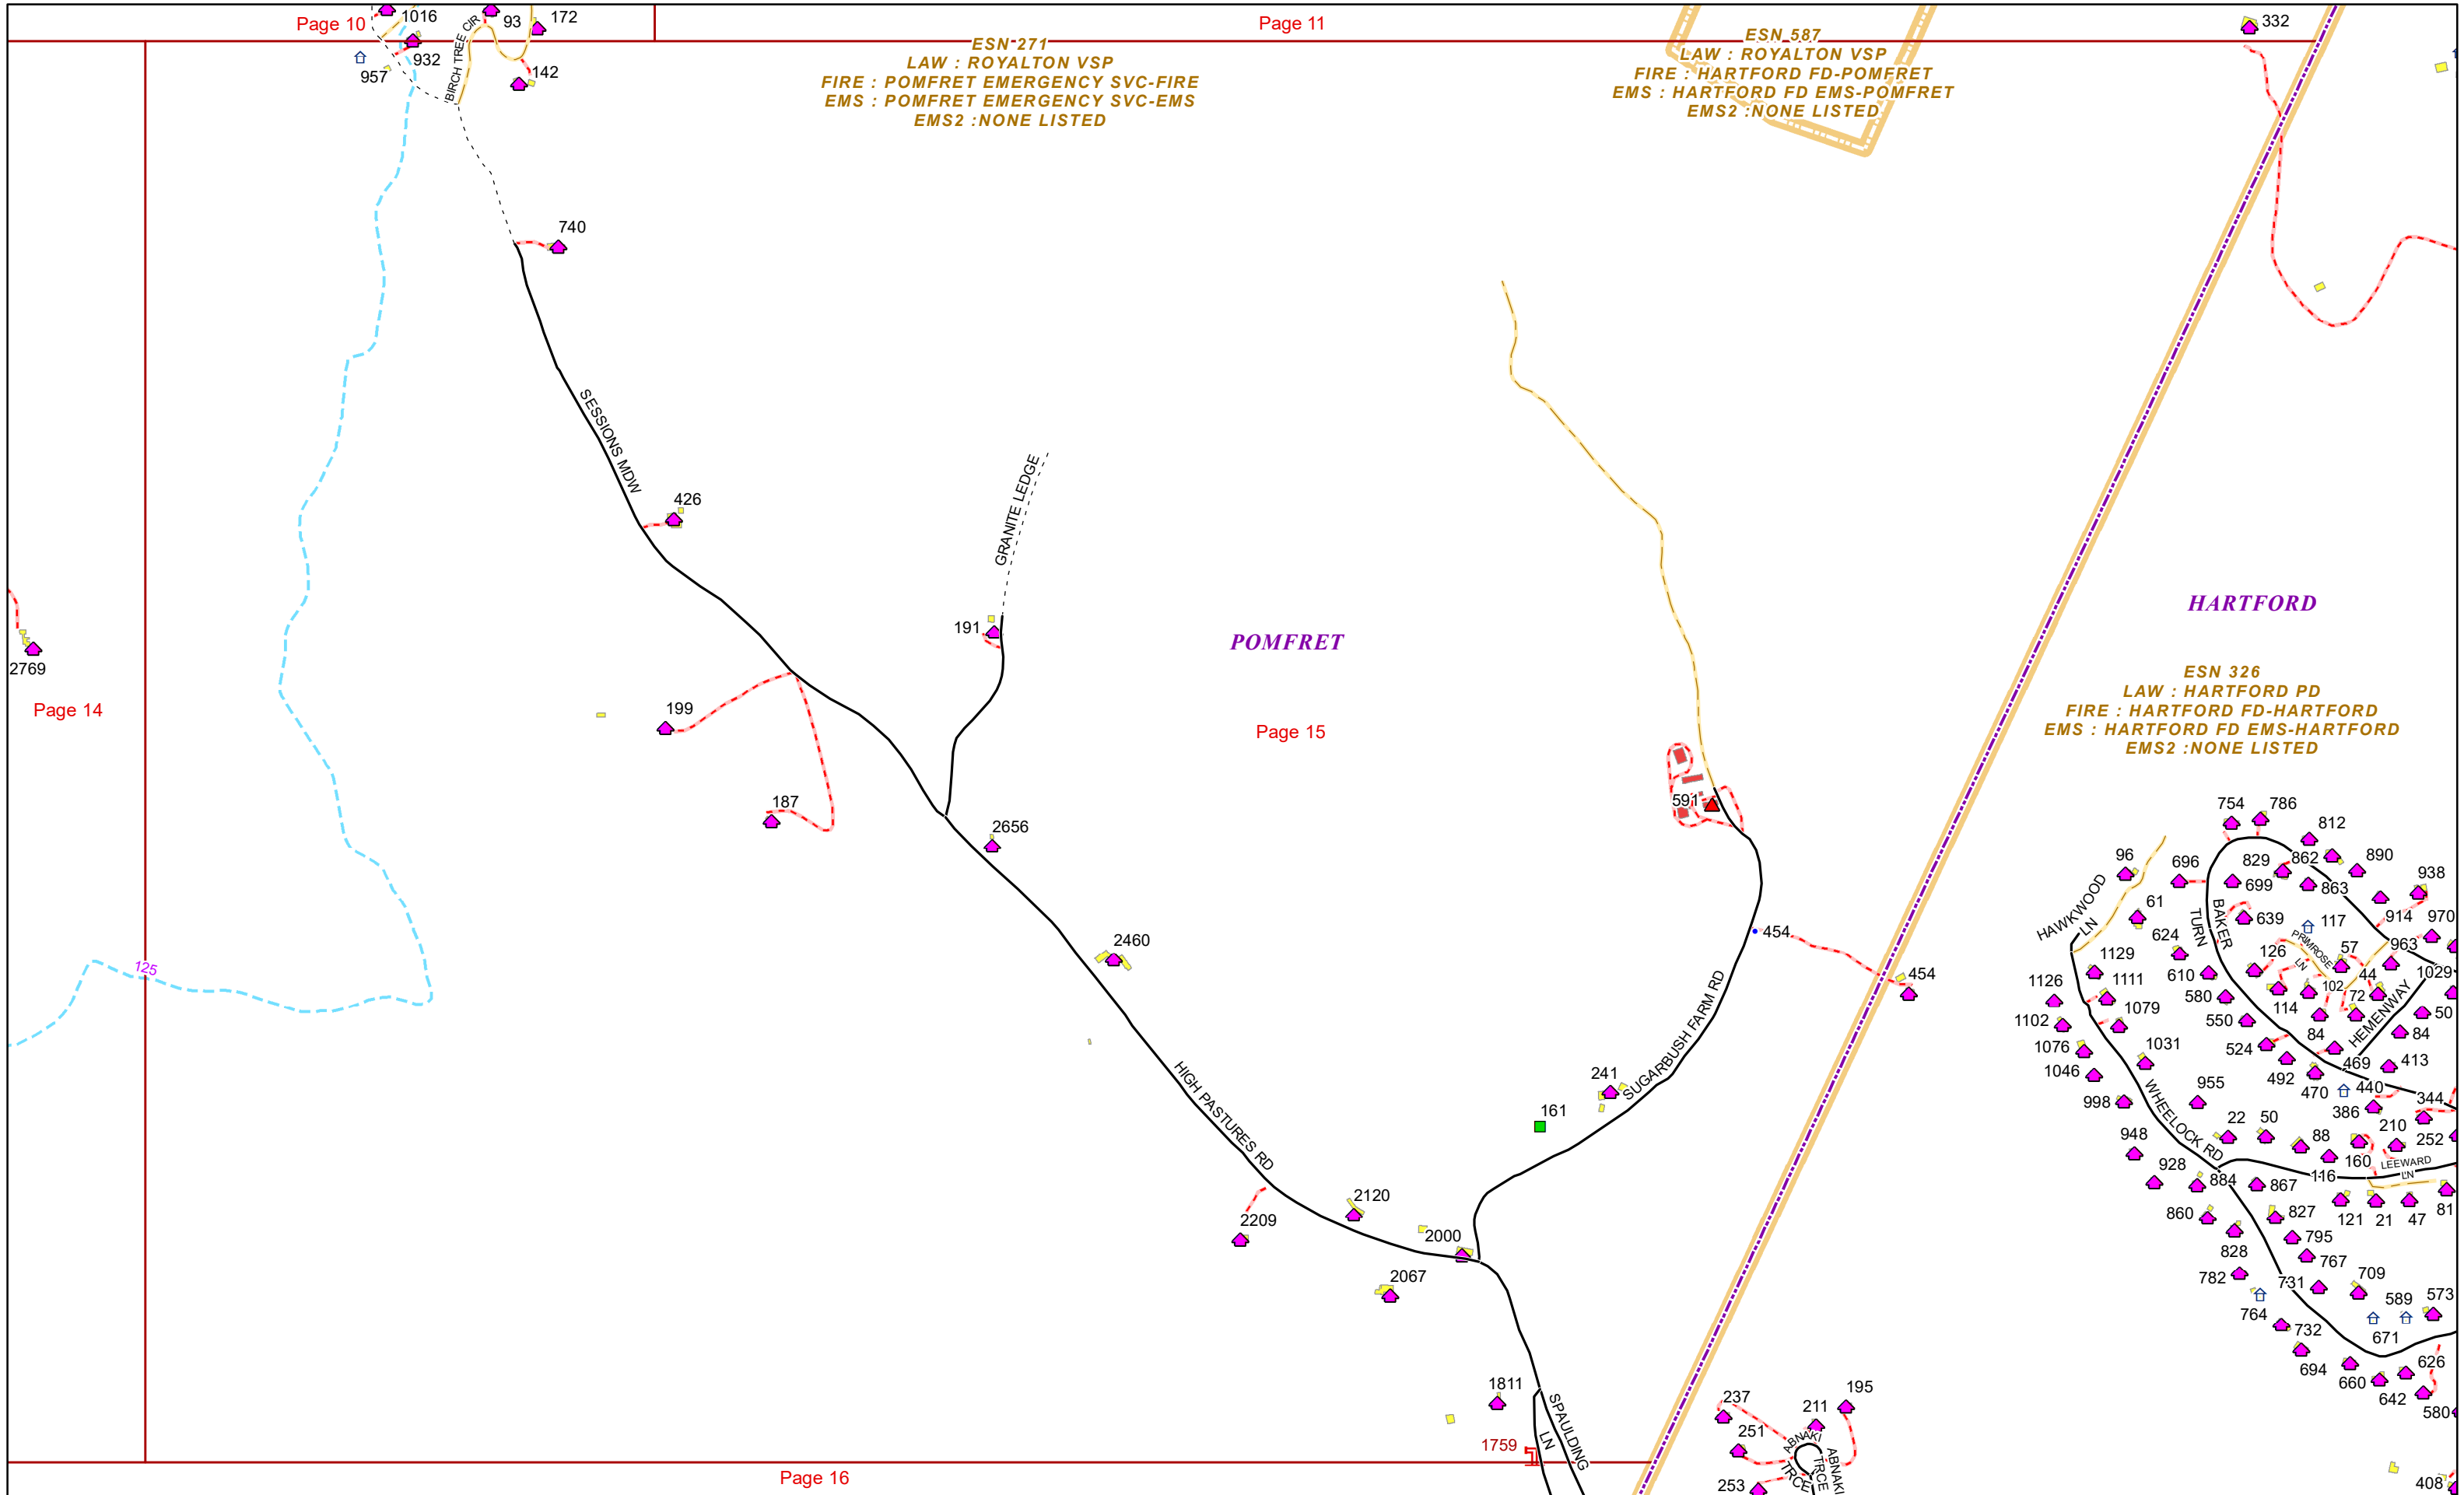 Page 10
1016
93
172
Page 11
332
957
932
BIRCH TREE CIR
142
ESN 271
LAW : ROYALTON VSP
FIRE : POMFRET EMERGENCY SVC-FIRE
EMS : POMFRET EMERGENCY SVC-EMS
EMS2 :NONE LISTED
ESN 587
LAW : ROYALTON VSP
FIRE : HARTFORD FD-POMFRET
EMS : HARTFORD FD EMS-POMFRET
EMS2 :NONE LISTED
740
SESSIONS MDW
426
GRANITE LEDGE
191
POMFRET
HARTFORD
2769
Page 14
199
Page 15
ESN 326
LAW : HARTFORD PD
FIRE : HARTFORD FD-HARTFORD
EMS : HARTFORD FD EMS-HARTFORD
EMS2 :NONE LISTED
187
591
2656
754
786
812
96
696
829
862
890
699
863
938
HAWKWOOD
LN
61
BAKER
TURN
639
117
914
970
2460
454
454
624
126
PRIMROSE
LN
57
963
125
1129
610
44
1029
1126
1111
580
114
102
72
1079
550
84
HEMENWAY
50
84
1102
1076
1031
524
469
413
1046
492
470
440
HIGH PASTURES RD
241
SUGARBUSH FARM RD
161
998
955
WHEELOCK RD
386
344
22
50
88
210
252
948
116
160
LEEWARD
LN
928
884
867
2209
2120
2000
860
827
121
21
47
81
828
795
767
2067
782
731
709
764
732
589
573
671
694
660
642
626
580
1811
SPAULDING
LN
1759
237
211
195
251
ABNAKI
TRCE
ABNAKI
TRCE
253
408
Page 16